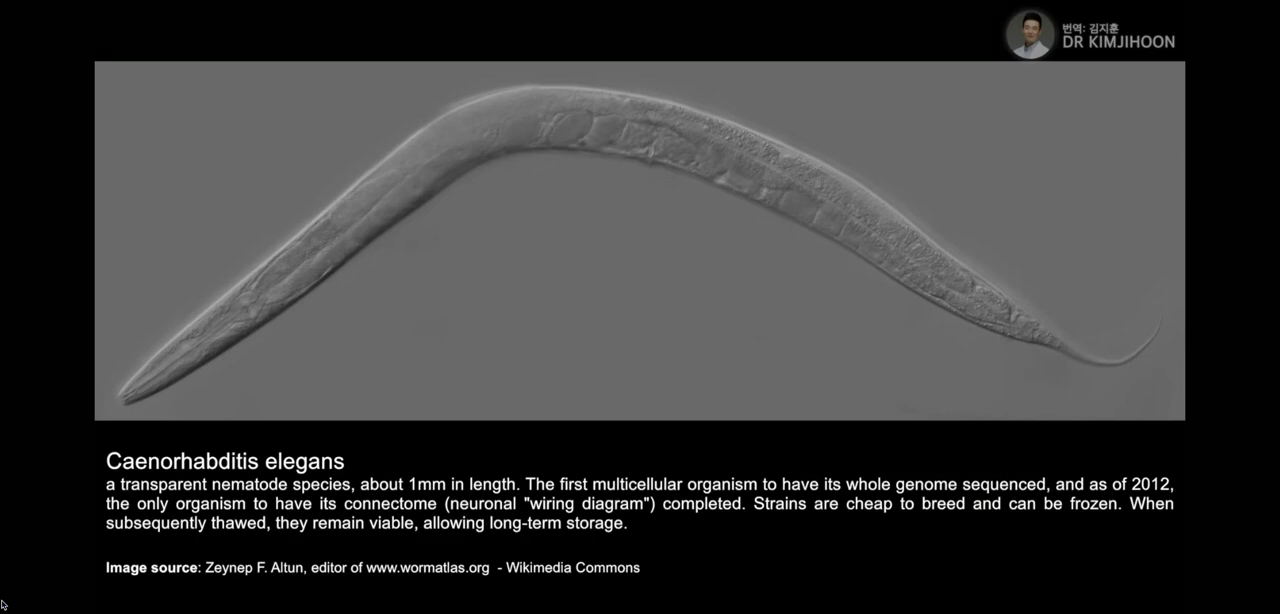 번역: 김지훈
DR KIMJIHOON
Caenorhabditis elegans
a transparent nematode species, about 1mm in length. The first multicellular organism to have its whole genome sequenced, and as of 2012,
the only organism to have its connectome (neuronal "wiring diagram") completed. Strains are cheap to breed and can be frozen. When
subsequently thawed, they remain viable, allowing long-term storage.
Image source: Zeynep F. Altun, editor of www.wormatlas.org - Wikimedia Commons